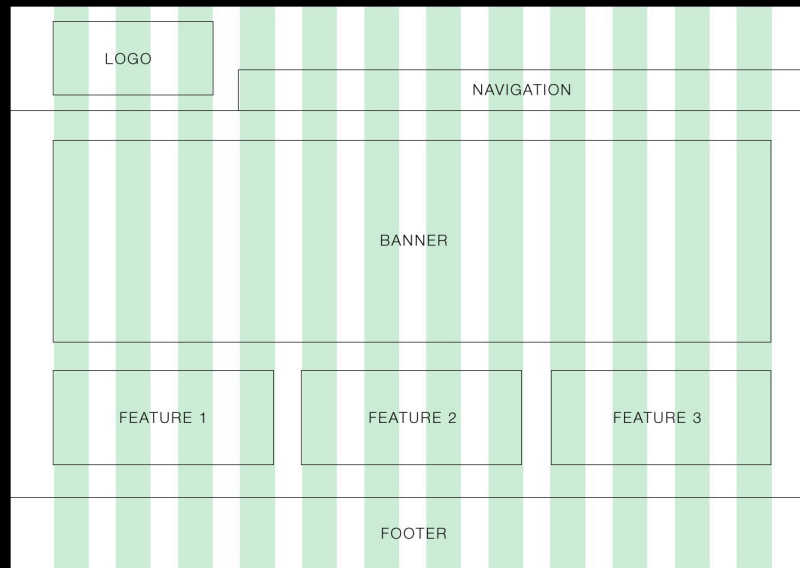 LOGO
NAVIGATION
BANNER
FEATURE 1
FEATURE 2
FEATURE 3
FOOTER